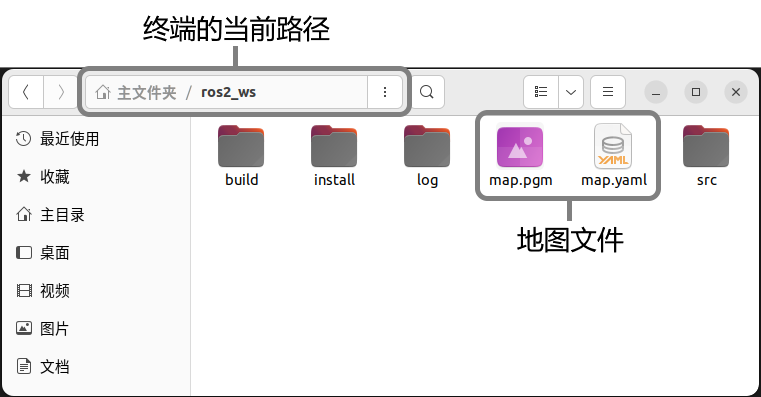 终端的当前路径
主文件夹 / ros2_ws
最近使用
收藏
主目录
桌面
视频
图片
文档
build
install
log
map.pgm
YAML
map.yaml
src
地图文件